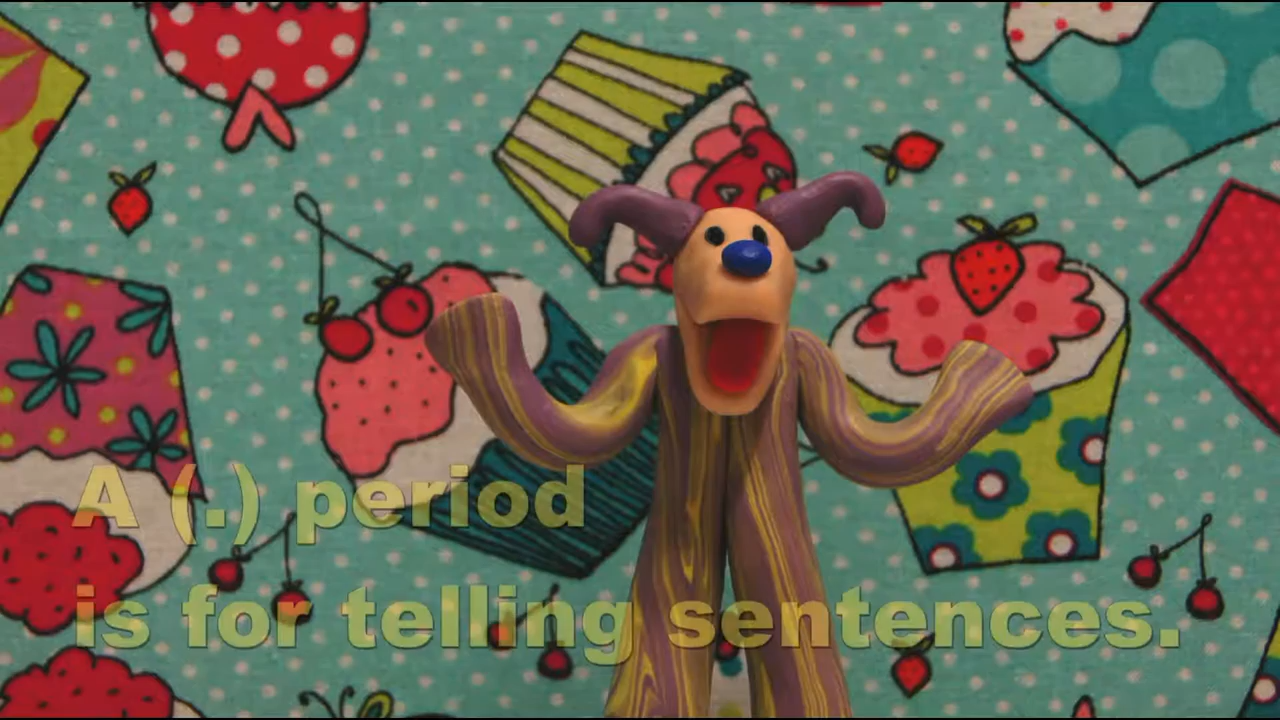 A (.) period
is for telling sentences.